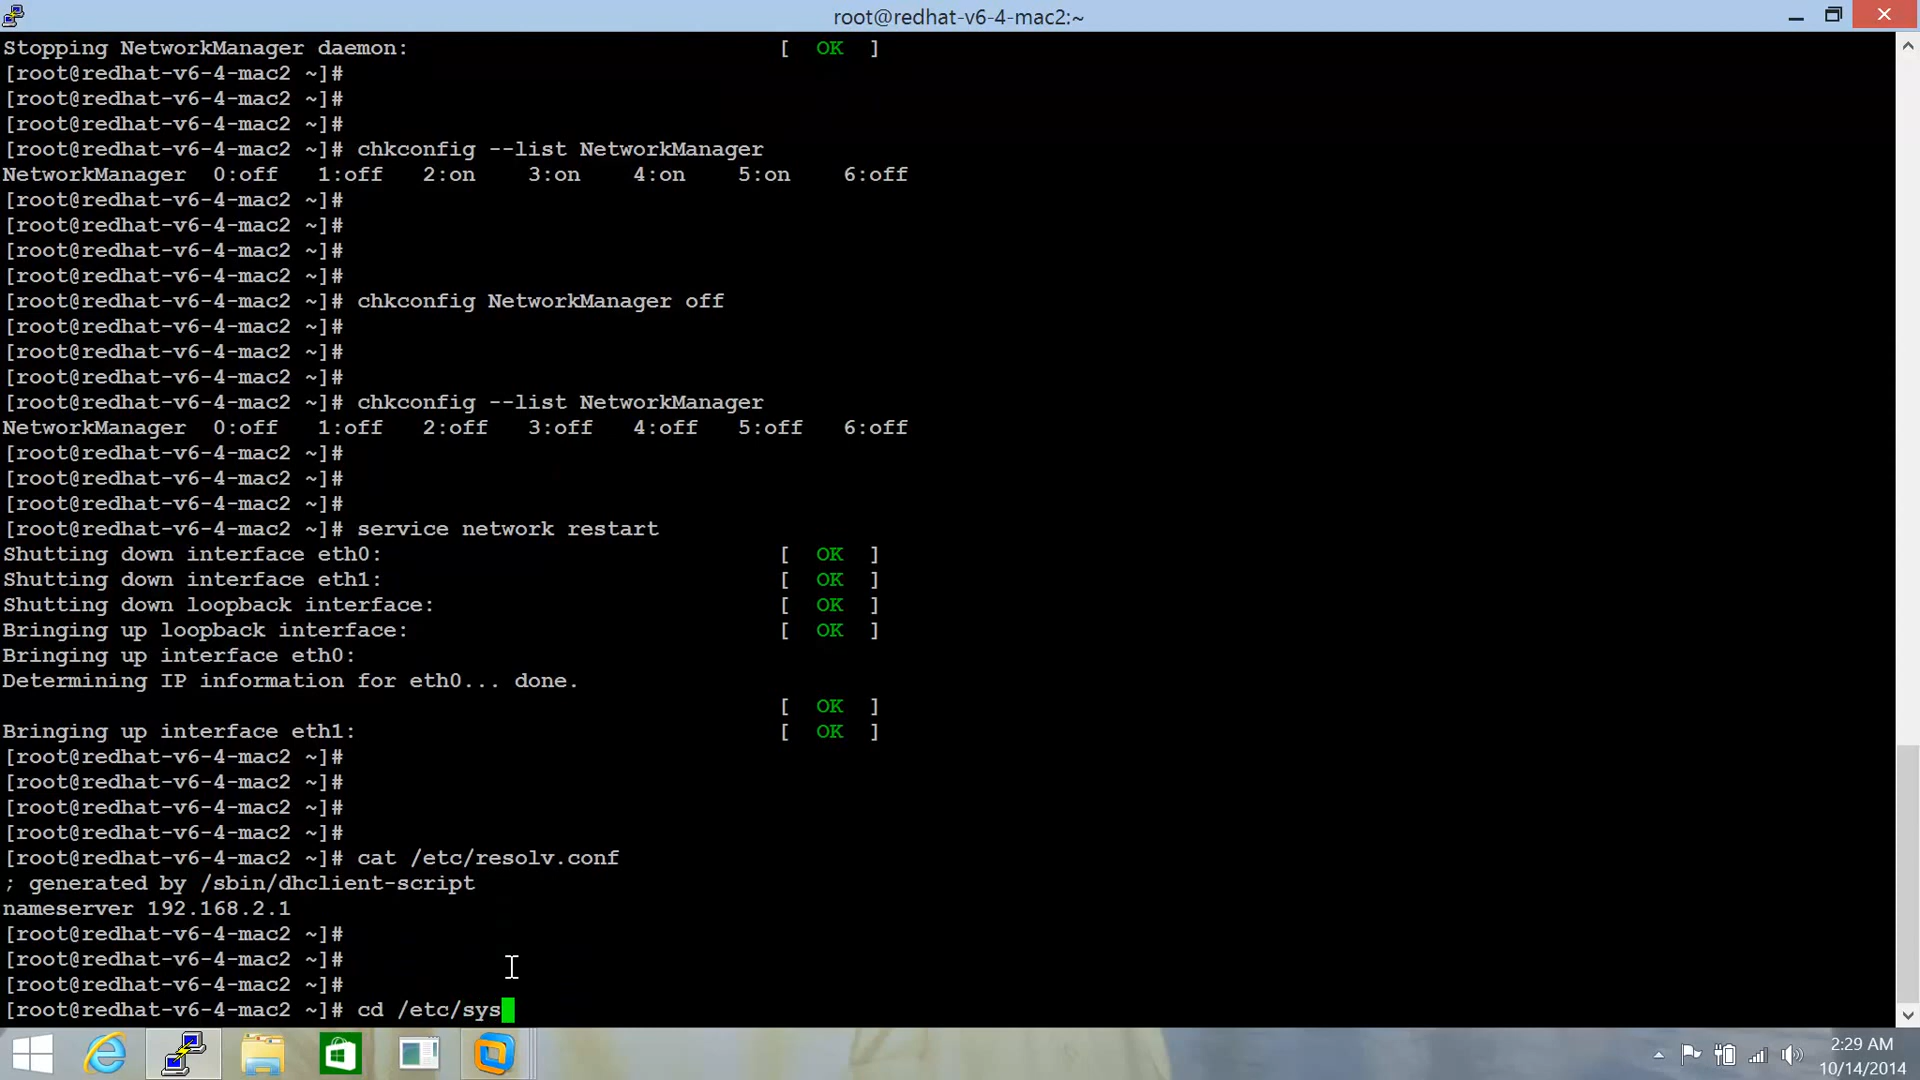 root@redhat-v6-4-mac2:~
Stopping NetworkManager daemon: [ OK ]
[root@redhat-v6-4-mac2 ~]#
[root@redhat-v6-4-mac2 ~]#
[root@redhat-v6-4-mac2 ~]#
[root@redhat-v6-4-mac2 ~]# chkconfig --list NetworkManager
NetworkManager 0:off 1:off 2:on 3:on 4:on 5:on 6:off
[root@redhat-v6-4-mac2 ~]#
[root@redhat-v6-4-mac2 ~]#
[root@redhat-v6-4-mac2 ~]#
[root@redhat-v6-4-mac2 ~]#
[root@redhat-v6-4-mac2 ~]# chkconfig NetworkManager off
[root@redhat-v6-4-mac2 ~]#
[root@redhat-v6-4-mac2 ~]#
[root@redhat-v6-4-mac2 ~]#
[root@redhat-v6-4-mac2 ~]# chkconfig --list NetworkManager
NetworkManager 0:off 1:off 2:off 3:off 4:off 5:off 6:off
[root@redhat-v6-4-mac2 ~]#
[root@redhat-v6-4-mac2 ~]#
[root@redhat-v6-4-mac2 ~]#
[root@redhat-v6-4-mac2 ~]# service network restart
Shutting down interface eth0: [ OK ]
Shutting down interface eth1: [ OK ]
Shutting down loopback interface: [ OK ]
Bringing up loopback interface: [ OK ]
Bringing up interface eth0:
Determining IP information for eth0... done.
[ OK ]
Bringing up interface eth1: [ OK ]
[root@redhat-v6-4-mac2 ~]#
[root@redhat-v6-4-mac2 ~]#
[root@redhat-v6-4-mac2 ~]#
[root@redhat-v6-4-mac2 ~]#
[root@redhat-v6-4-mac2 ~]# cat /etc/resolv.conf
; generated by /sbin/dhclient-script
nameserver 192.168.2.1
[root@redhat-v6-4-mac2 ~]#
[root@redhat-v6-4-mac2 ~]#
[root@redhat-v6-4-mac2 ~]#
[root@redhat-v6-4-mac2 ~]# cd /etc/sys
2:29 AM
10/14/2014